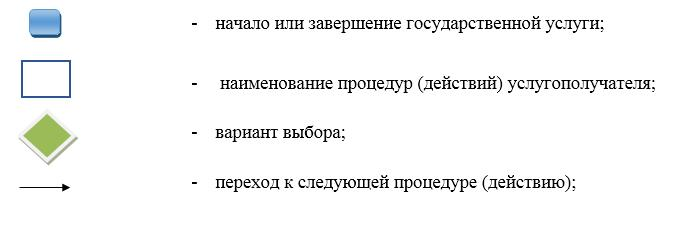 - начало или завершение государственной услуги;
- наименование процедур (действий) услугополучателя;
- вариант выбора;
- переход к следующей процедуре (действию);